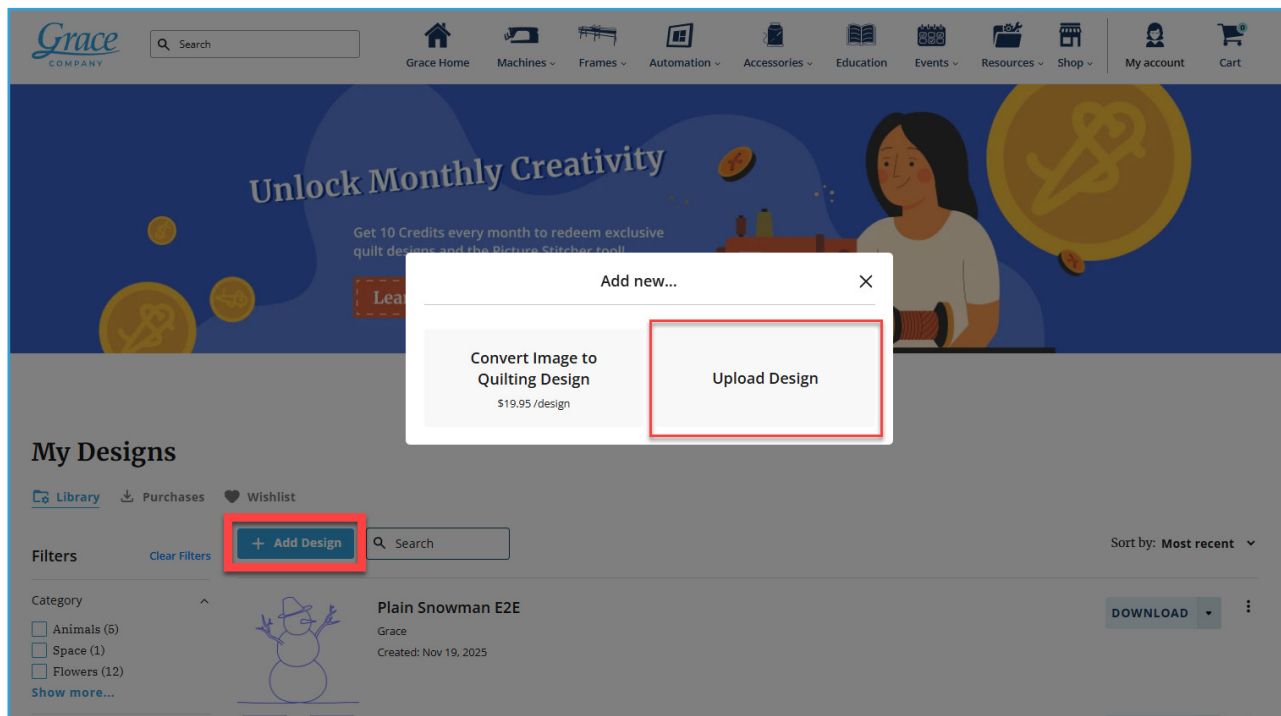 Grace
COMPANY
Search
Grace Home
Machines
Frames
Automation
Accessories
Education
Events
Resources
Shop
My account
0
Cart
Unlock Monthly Creativity
Get 10 Credits every month to redeem exclusive
quilt designs and the Picture Stitcher tool!
Lear
Add new...
Convert Image to
Quilting Design
$19.95 /design
Upload Design
My Designs
Library
Purchases
Wishlist
Filters
Clear Filters
+ Add Design
Search
Sort by: Most recent
Category
Animals (5)
Space (1)
Flowers (12)
Show more...
Plain Snowman E2E
Grace
Created: Nov 19, 2025
DOWNLOAD